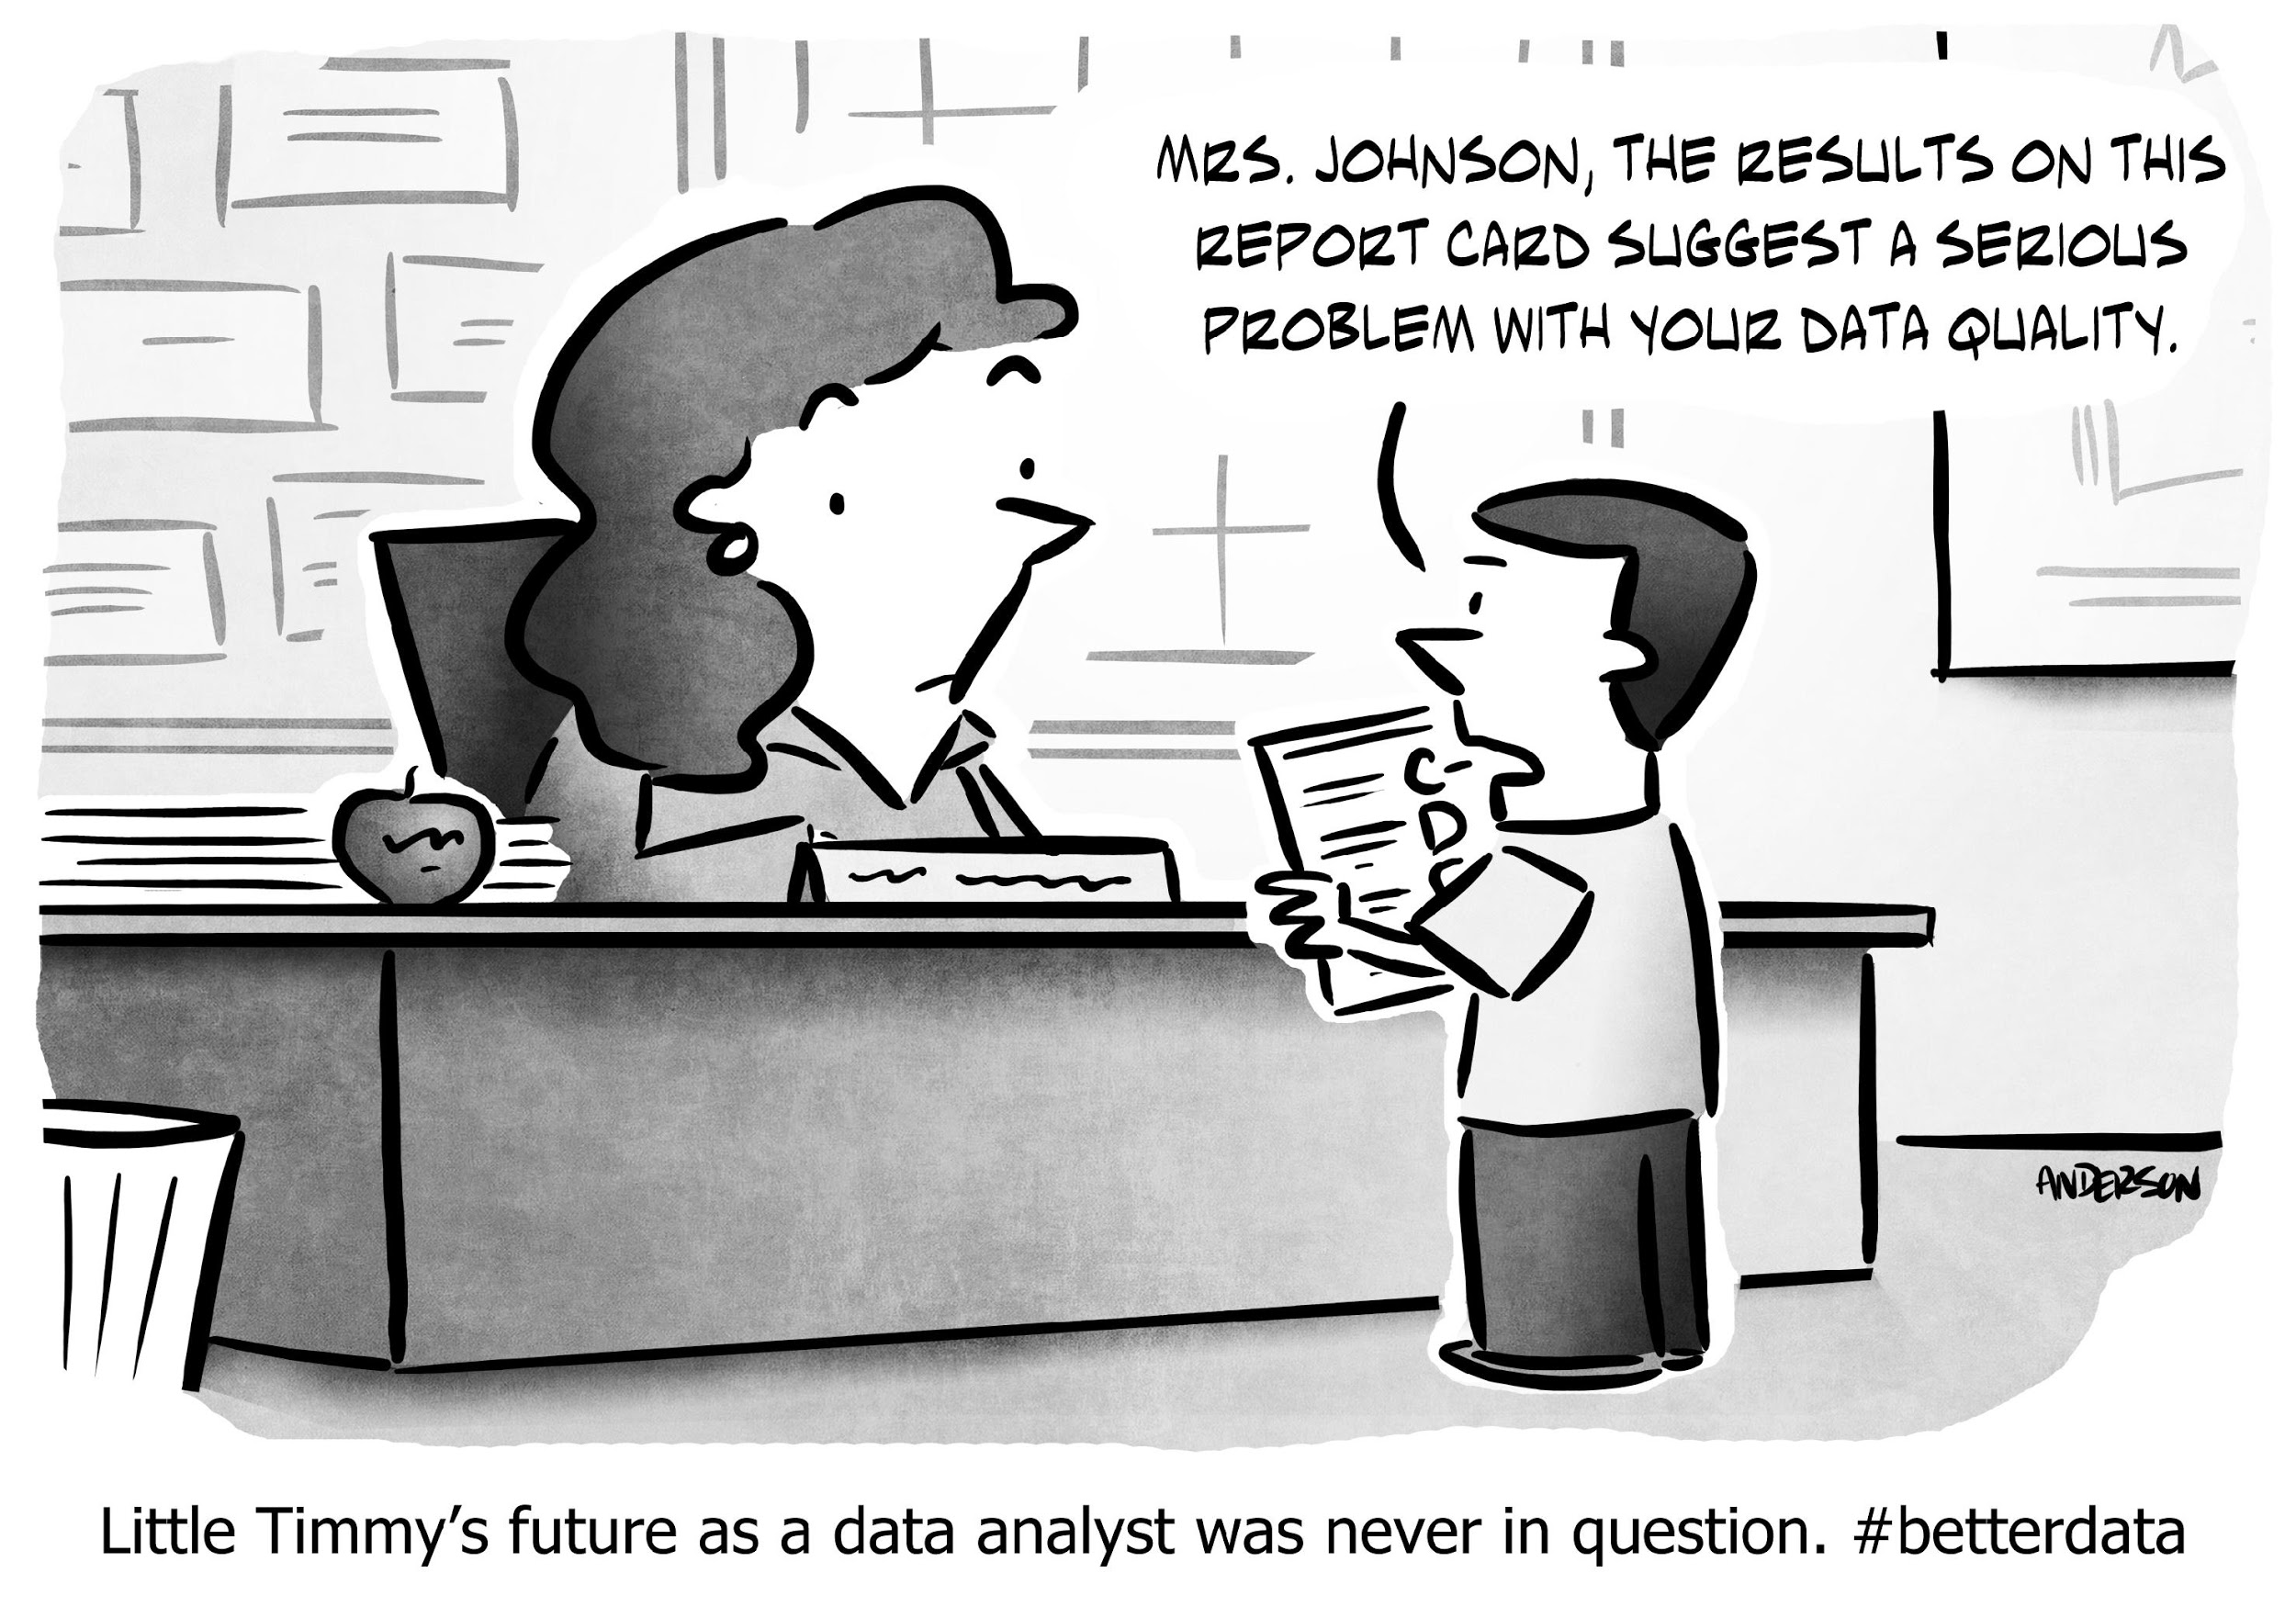 MRS. JOHNSON, THE RESULTS ON THIS
REPORT CARD SUGGEST A SERIOUS
PROBLEM WITH YOUR DATA QUALITY.
C-
D
ANDERSON
Little Timmy’s future as a data analyst was never in question. #betterdata